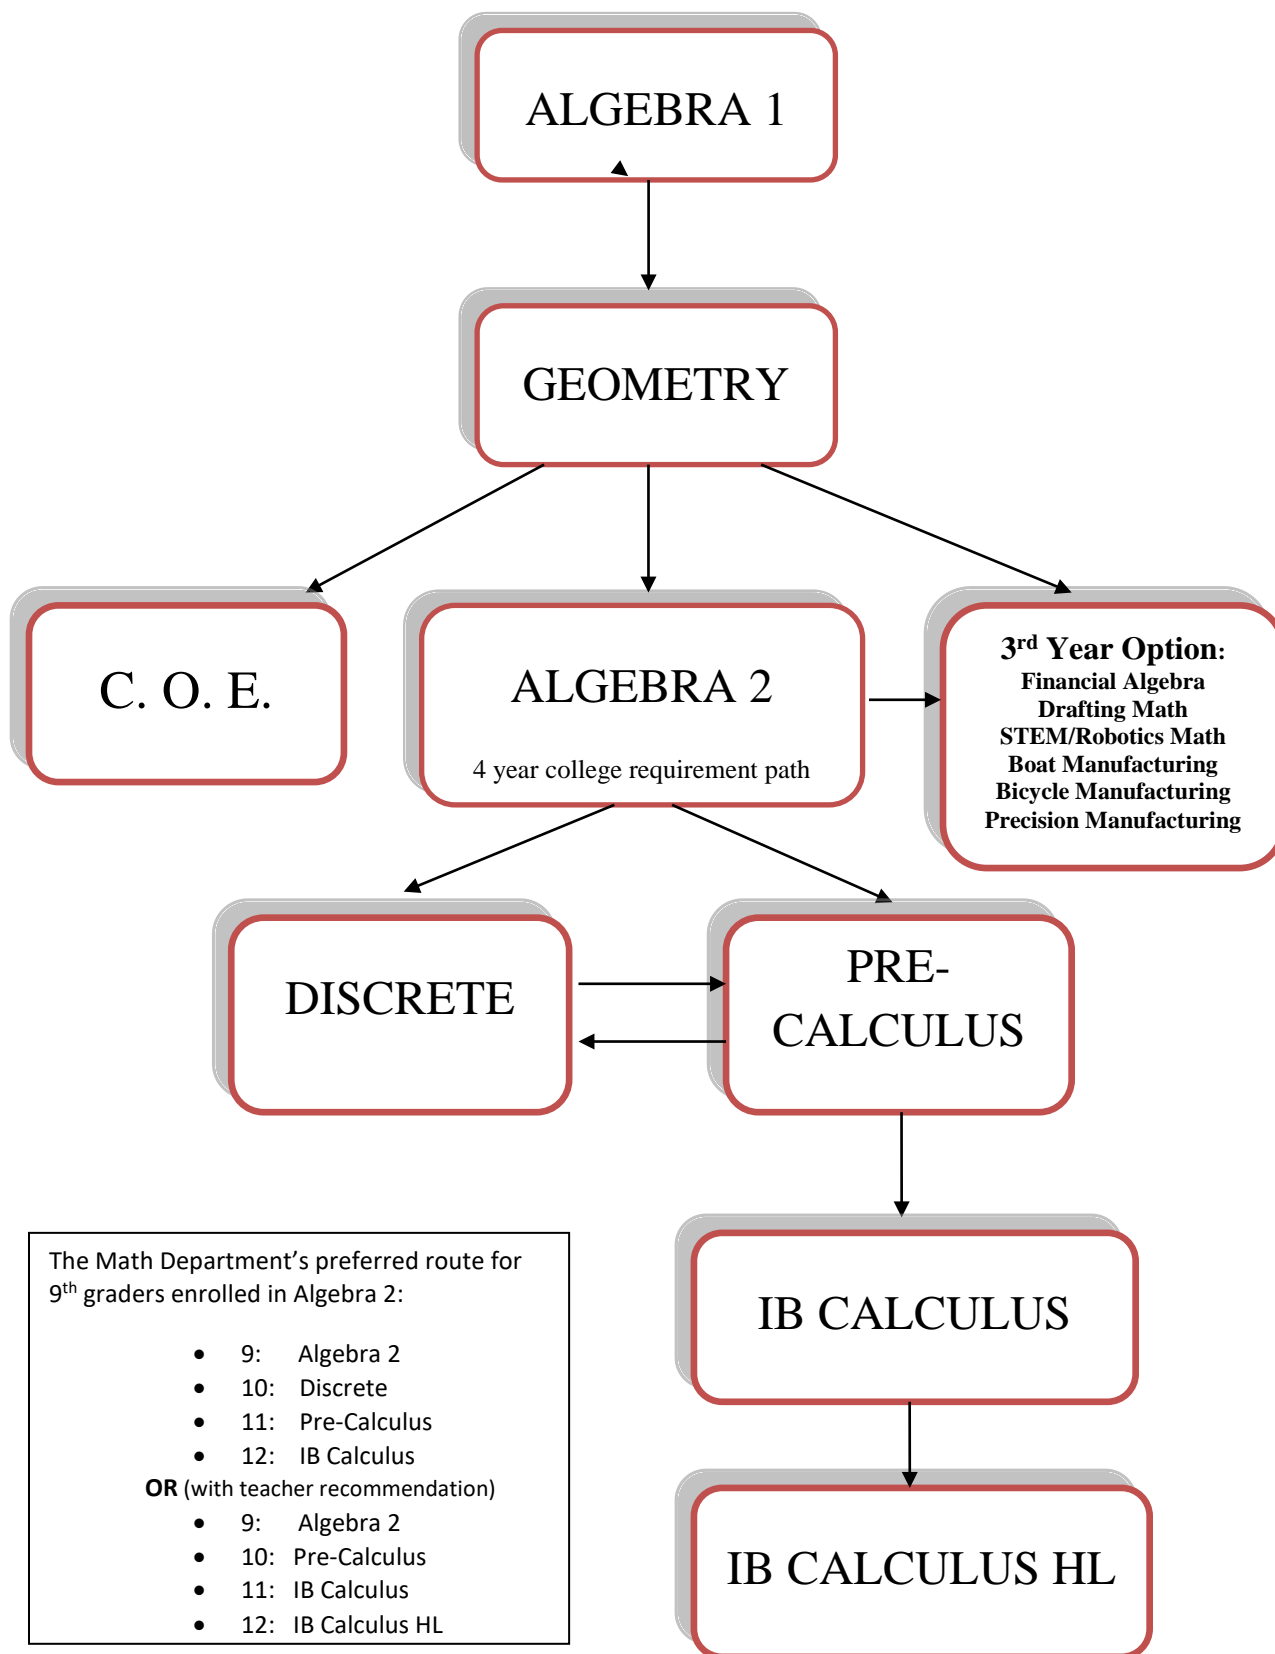 ALGEBRA 1
GEOMETRY
C. O. E.
ALGEBRA 2
4 year college requirement path
3rd Year Option:
Financial Algebra
Drafting Math
STEM/Robotics Math
Boat Manufacturing
Bicycle Manufacturing
Precision Manufacturing
DISCRETE
PRE-
CALCULUS
IB CALCULUS
IB CALCULUS HL
The Math Department’s preferred route for
9th graders enrolled in Algebra 2:
• 9: Algebra 2
• 10: Discrete
• 11: Pre-Calculus
• 12: IB Calculus
OR (with teacher recommendation)
• 9: Algebra 2
• 10: Pre-Calculus
• 11: IB Calculus
• 12: IB Calculus HL